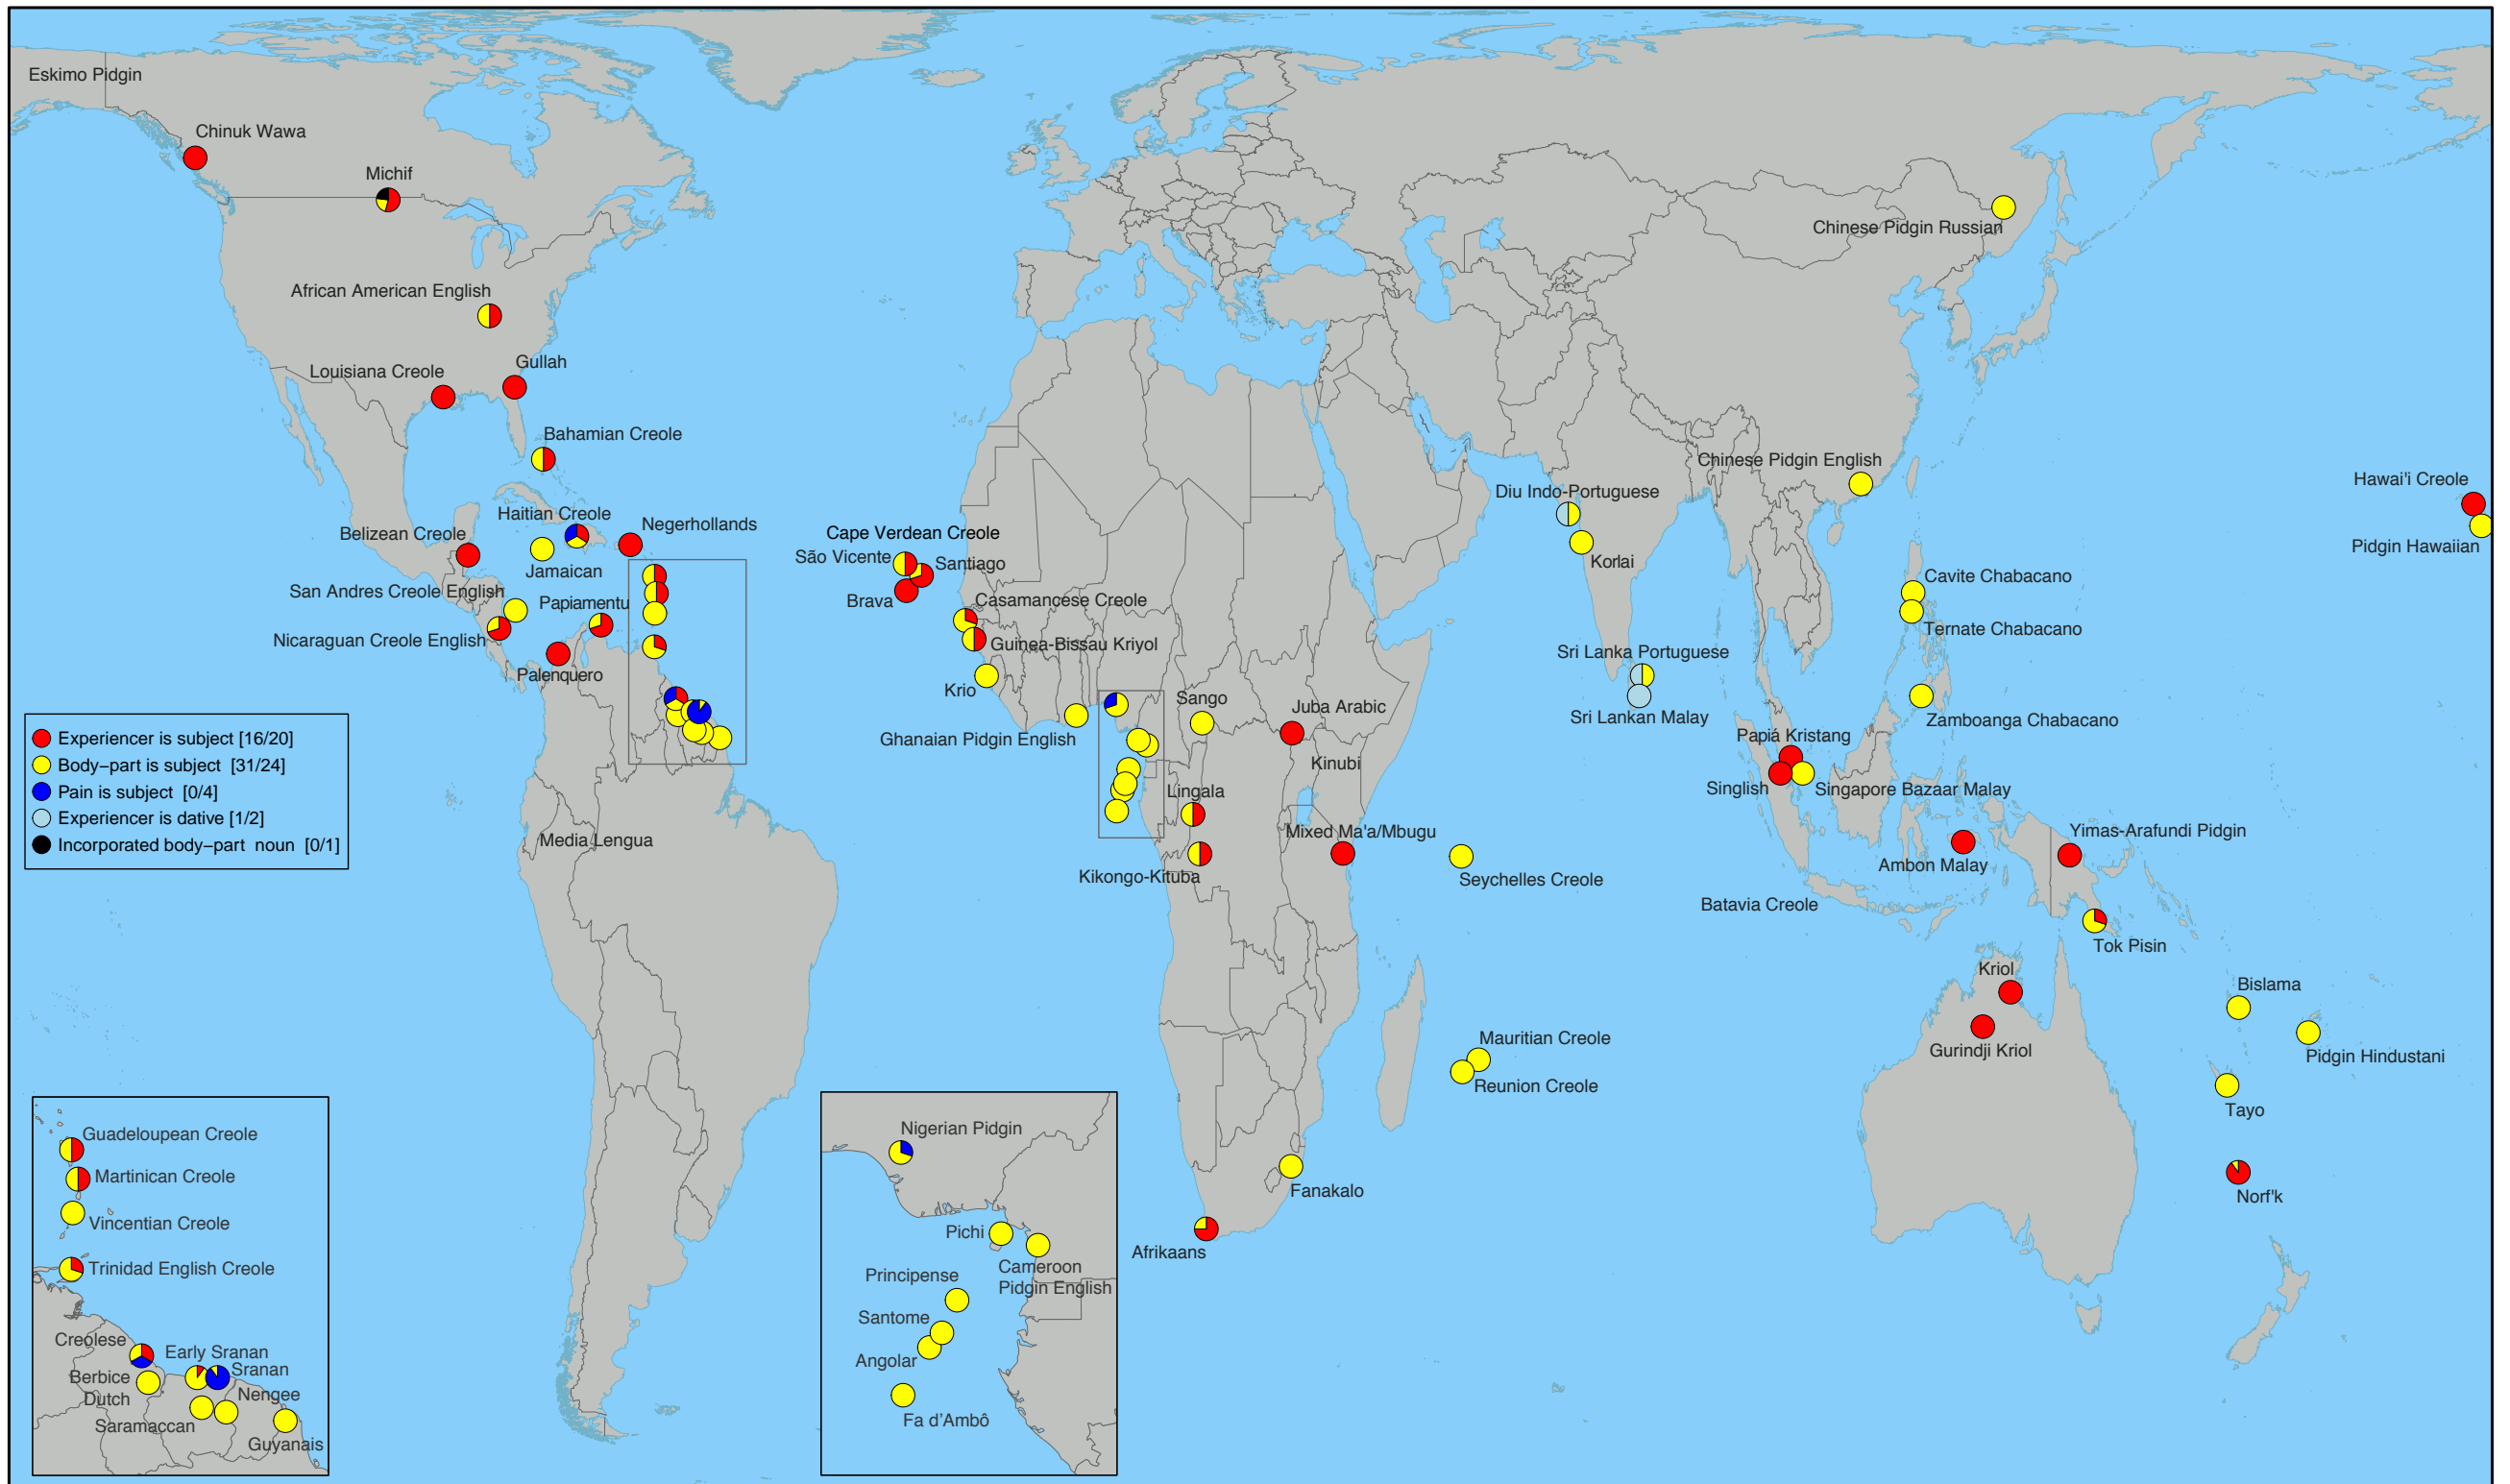 Eskimo Pidgin
Chinuk Wawa
Michif
Chinese Pidgin Russian
African American English
Gullah
Louisiana Creole
Bahamian Creole
Chinese Pidgin English
Hawai'i Creole
Diu Indo-Portuguese
Haitian Creole
Negerhollands
Belizean Creole
Cape Verdean Creole
Pidgin Hawaiian
São Vicente
Santiago
Korlai
Jamaican
Cavite Chabacano
San Andres Creole English
Papiamentu
Brava
Casamancese Creole
Ternate Chabacano
Nicaraguan Creole English
Guinea-Bissau Kriyol
Sri Lanka Portuguese
Palenquero
Krio
Sango
Juba Arabic
Sri Lankan Malay
Zamboanga Chabacano
Ghanaian Pidgin English
Papiá Kristang
Kinubi
Singlish
Singapore Bazaar Malay
Lingala
Mixed Ma'a/Mbugu
Yimas-Arafundi Pidgin
Media Lengua
Ambon Malay
Kikongo-Kituba
Seychelles Creole
Batavia Creole
Tok Pisin
Kriol
Bislama
Mauritian Creole
Gurindji Kriol
Pidgin Hindustani
Reunion Creole
Tayo
Fanakalo
Norf'k
Afrikaans
Experiencer is subject [16/20]
Body–part is subject [31/24]
Pain is subject [0/4]
Experiencer is dative [1/2]
Incorporated body–part noun [0/1]
Guadeloupean Creole
Martinican Creole
Vincentian Creole
Trinidad English Creole
Creolese
Early Sranan
Sranan
Berbice
Dutch
Nengee
Saramaccan
Guyanais
Nigerian Pidgin
Pichi
Cameroon
Pidgin English
Principense
Santome
Angolar
Fa d'Ambô